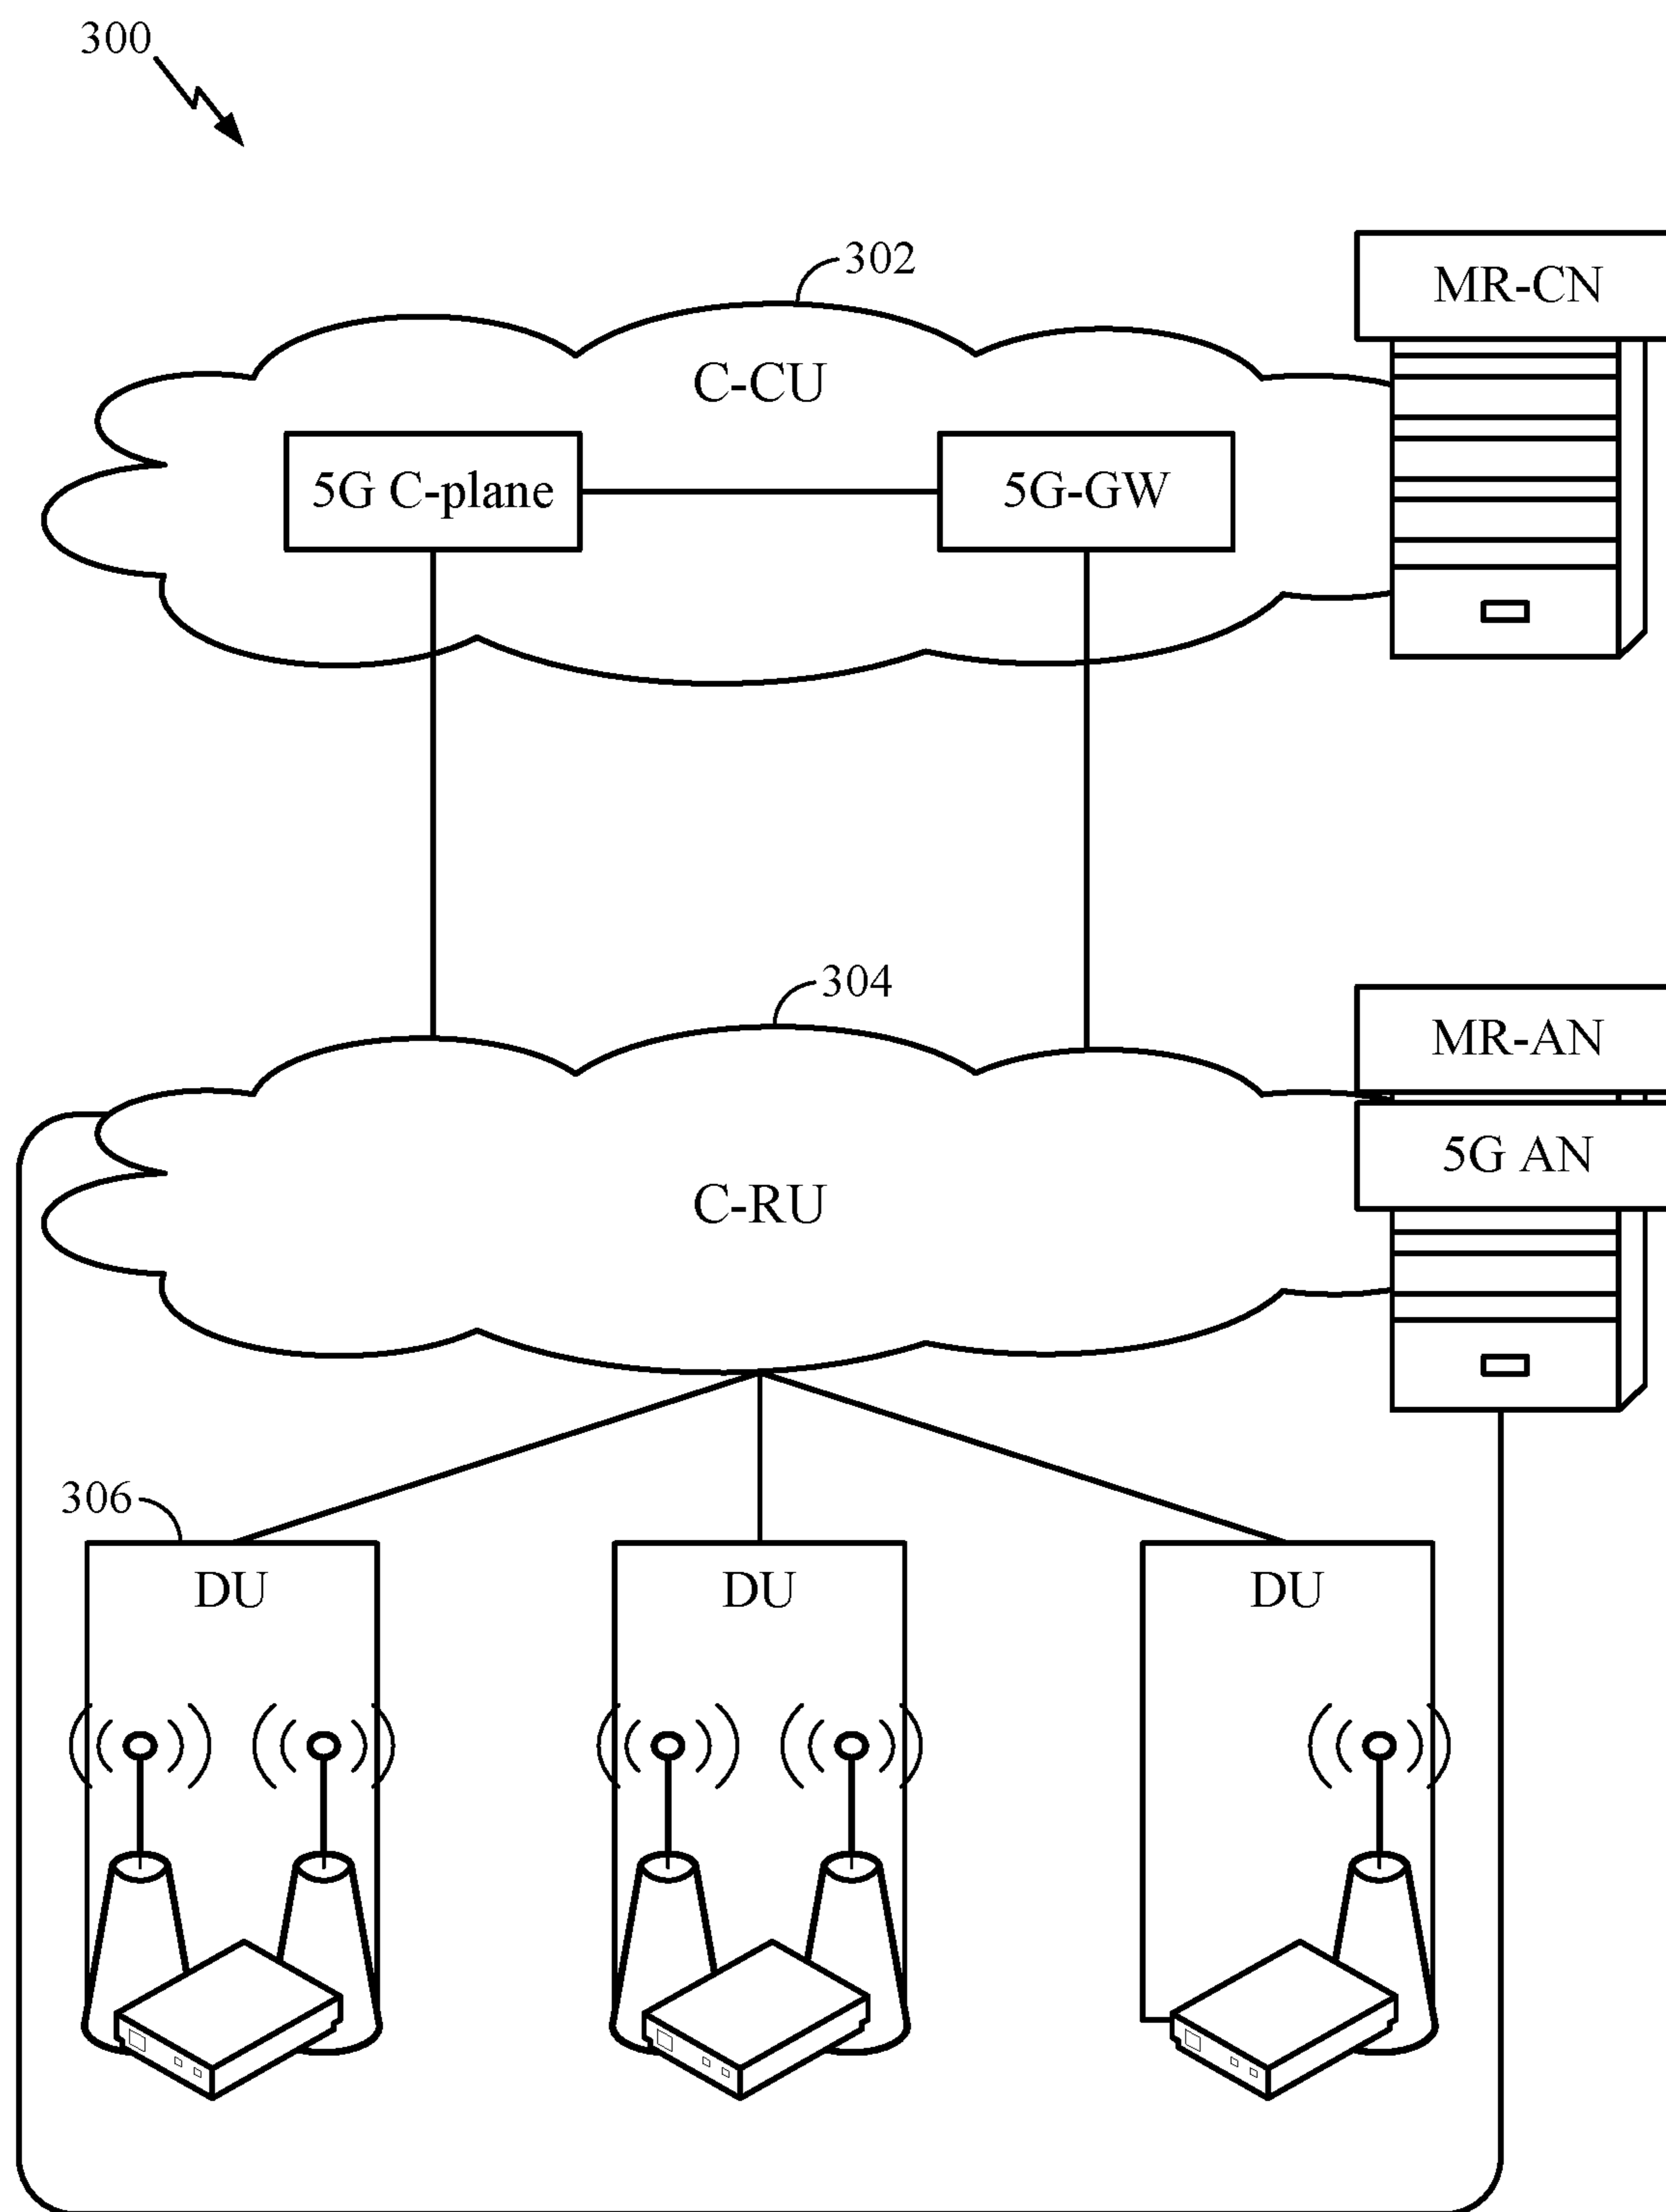 300
302
MR-CN
C-CU
5G C-plane
5G-GW
304
MR-AN
5G AN
C-RU
306
DU
DU
DU